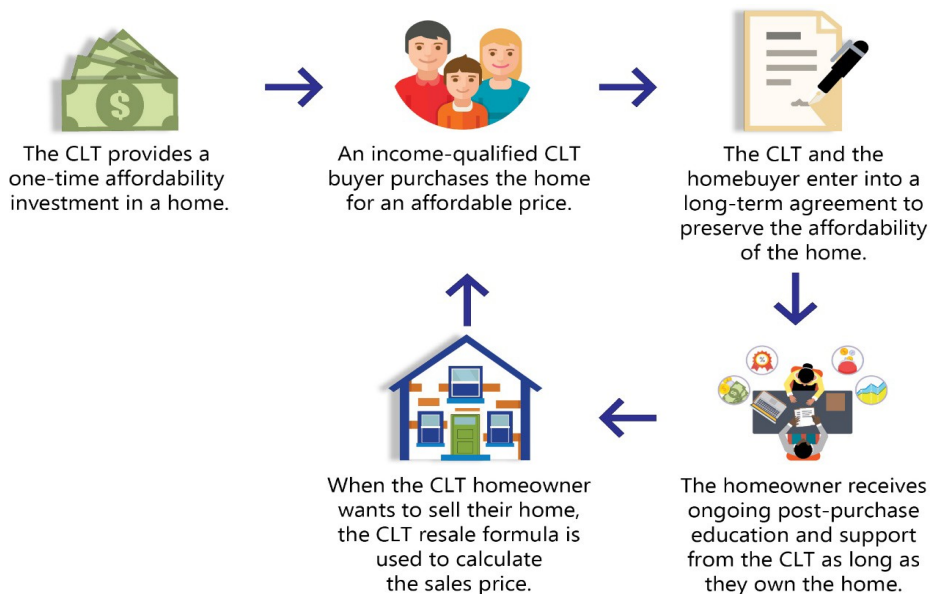 The CLT provides a
one-time affordability
investment in a home.
An income-qualified CLT
buyer purchases the home
for an affordable price.
The CLT and the
homebuyer enter into a
long-term agreement to
preserve the affordability
of the home.
The homeowner receives
ongoing post-purchase
education and support
from the CLT as long as
they own the home.
When the CLT homeowner
wants to sell their home,
the CLT resale formula is
used to calculate
the sales price.